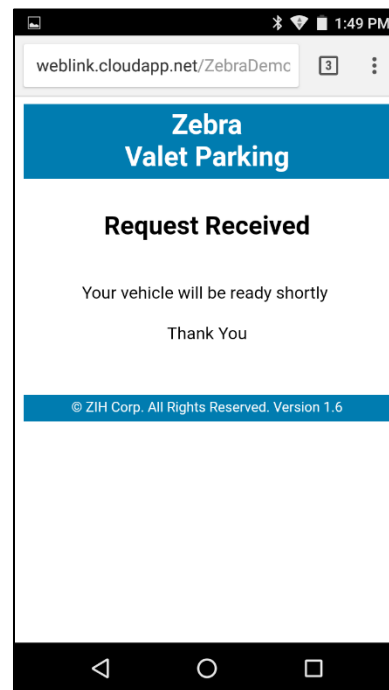 1:49 PM
weblink.cloudapp.net/ZebraDemo
3
Zebra
Valet Parking
Request Received
Your vehicle will be ready shortly
Thank You
© ZIH Corp. All Rights Reserved. Version 1.6